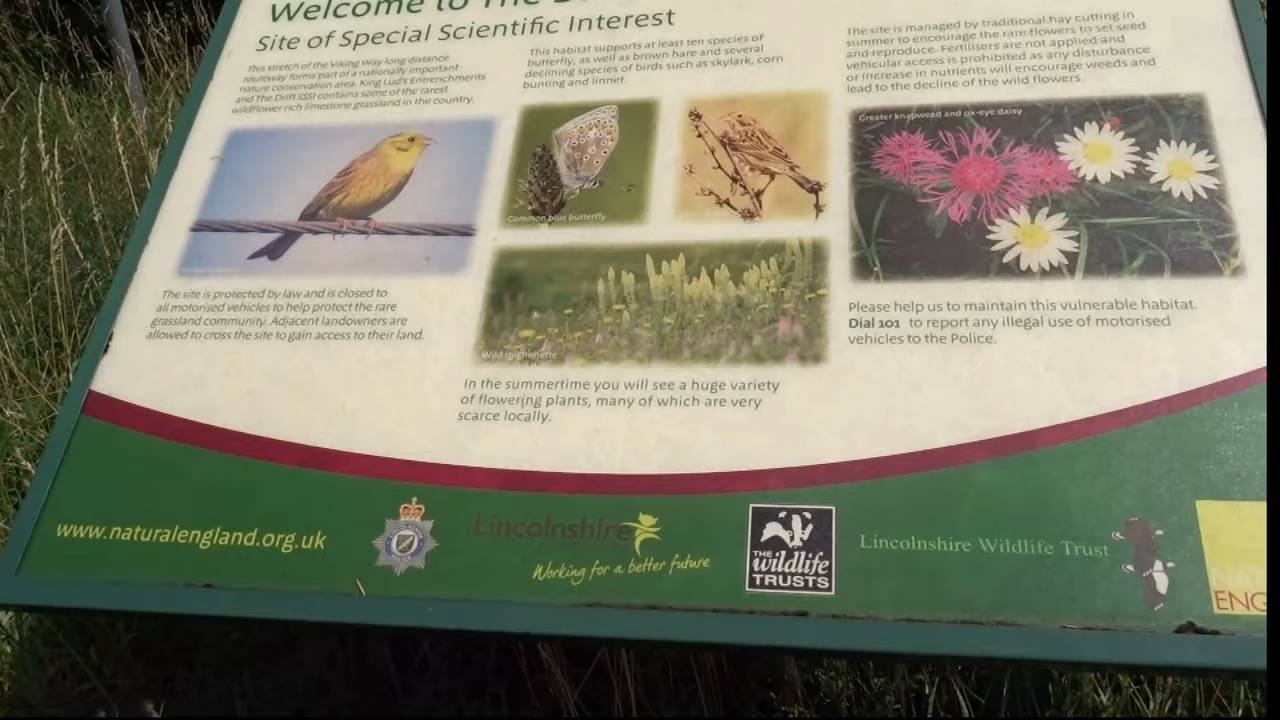 Welcome to The
Site of Special Scientific Interest
This stretch of the Viking Way long distance
routeway forms part of a nationally important
nature conservation area. King Lud's Entrenchments
and The Drift SSSI contains some of the rarest
wildflower rich limestone grassland in the country.
The site is protected by law and is closed to
all motorised vehicles to help protect the rare
grassland community. Adjacent landowners are
allowed to cross the site to gain access to their land.
This habitat supports at least ten species of
butterfly, as well as brown hare and several
declining species of birds such as skylark, corn
bunting and linnet.
Common blue butterfly
Wild mignonette
In the summertime you will see a huge variety
of flowering plants, many of which are very
scarce locally.
The site is managed by traditional hay cutting in
summer to encourage the rare flowers to set seed
and reproduce. Fertilisers are not applied and
vehicular access is prohibited as any disturbance
or increase in nutrients will encourage weeds and
lead to the decline of the wild flowers.
Greater knapweed and ox-eye daisy
Please help us to maintain this vulnerable habitat.
Dial 101 to report any illegal use of motorised
vehicles to the Police.
www.naturalengland.org.uk
Lincolnshire
Working for a better future
THE
wildlife
TRUSTS
Lincolnshire Wildlife Trust
ENG